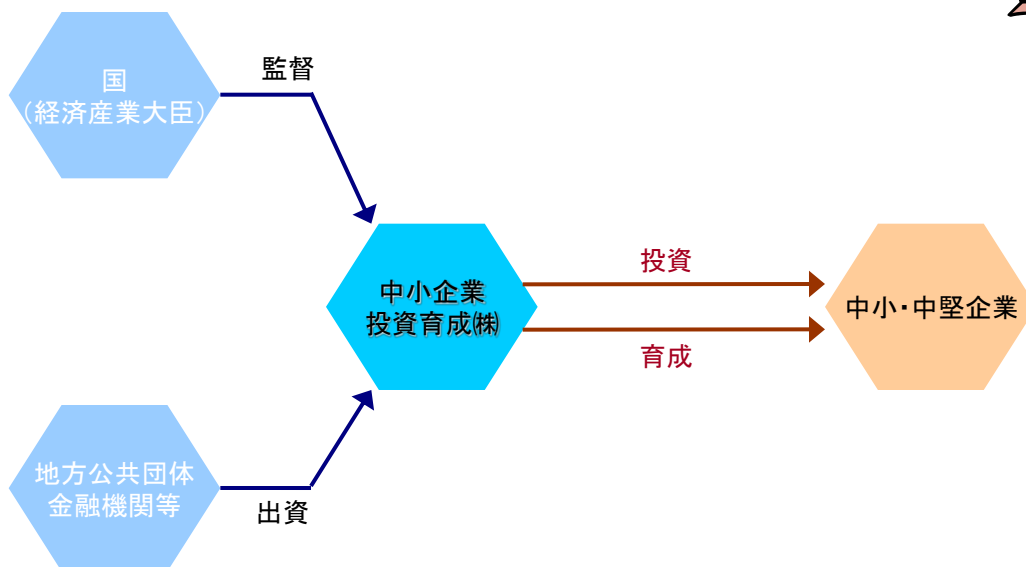 国
（経済産業大臣）
監督
中小企業
投資育成㈱
投資
育成
中小・中堅企業
地方公共団体
金融機関等
出資